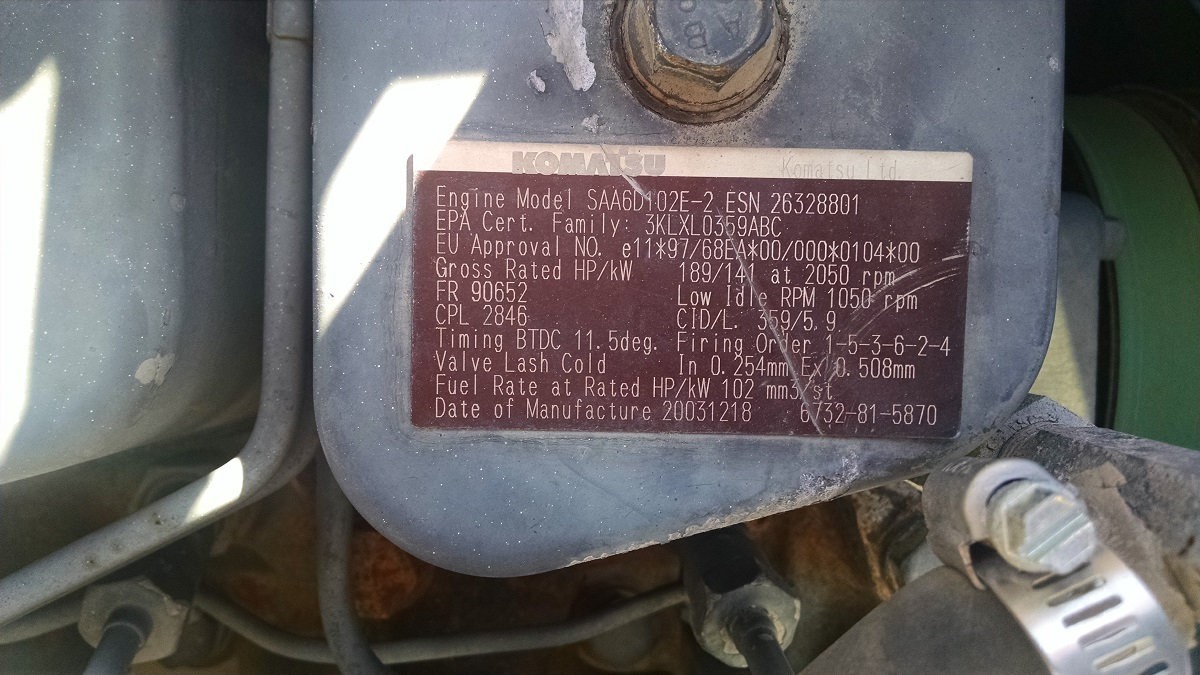 KOMATSU Komatsu Ltd.
Engine Model SAA6D102E-2 ESN 26328801
EPA Cert. Family: 3KLXL0359ABC
EU Approval NO. e11*97/68EA*00/000*0104*00
Gross Rated HP/kW 189/141 at 2050 rpm
FR 90652 Low Idle RPM 1050 rpm
CPL 2846 CID/L. 359/5.9
Timing BTDC 11.5deg. Firing Order 1-5-3-6-2-4
Valve Lash Cold In 0.254mm Ex 0.508mm
Fuel Rate at Rated HP/kW 102 mm3/st
Date of Manufacture 20031218 6732-81-5870